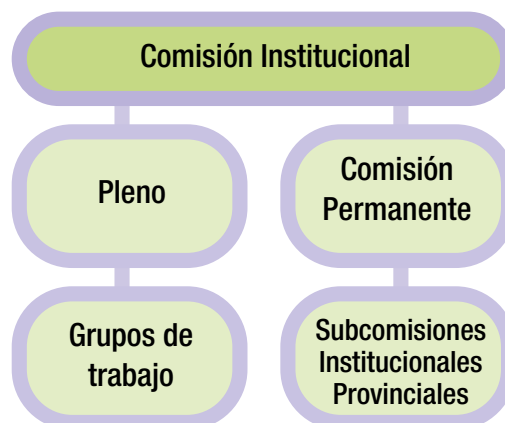 Comisión Institucional
Pleno
Comisión
Permanente
Grupos de
trabajo
Subcomisiones
Institucionales
Provinciales